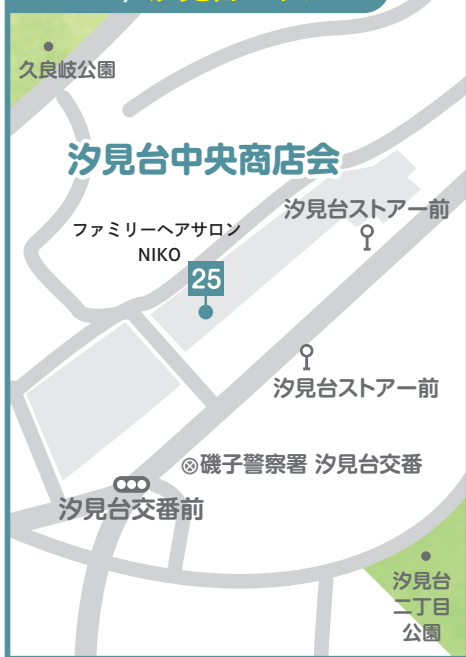 久良岐公園
汐見台中央商店会
汐見台ストアー前
ファミリーヘアサロン
NIKO
25
汐見台ストアー前
磯子警察署 汐見台交番
汐見台交番前
汐見台
二丁目
公園